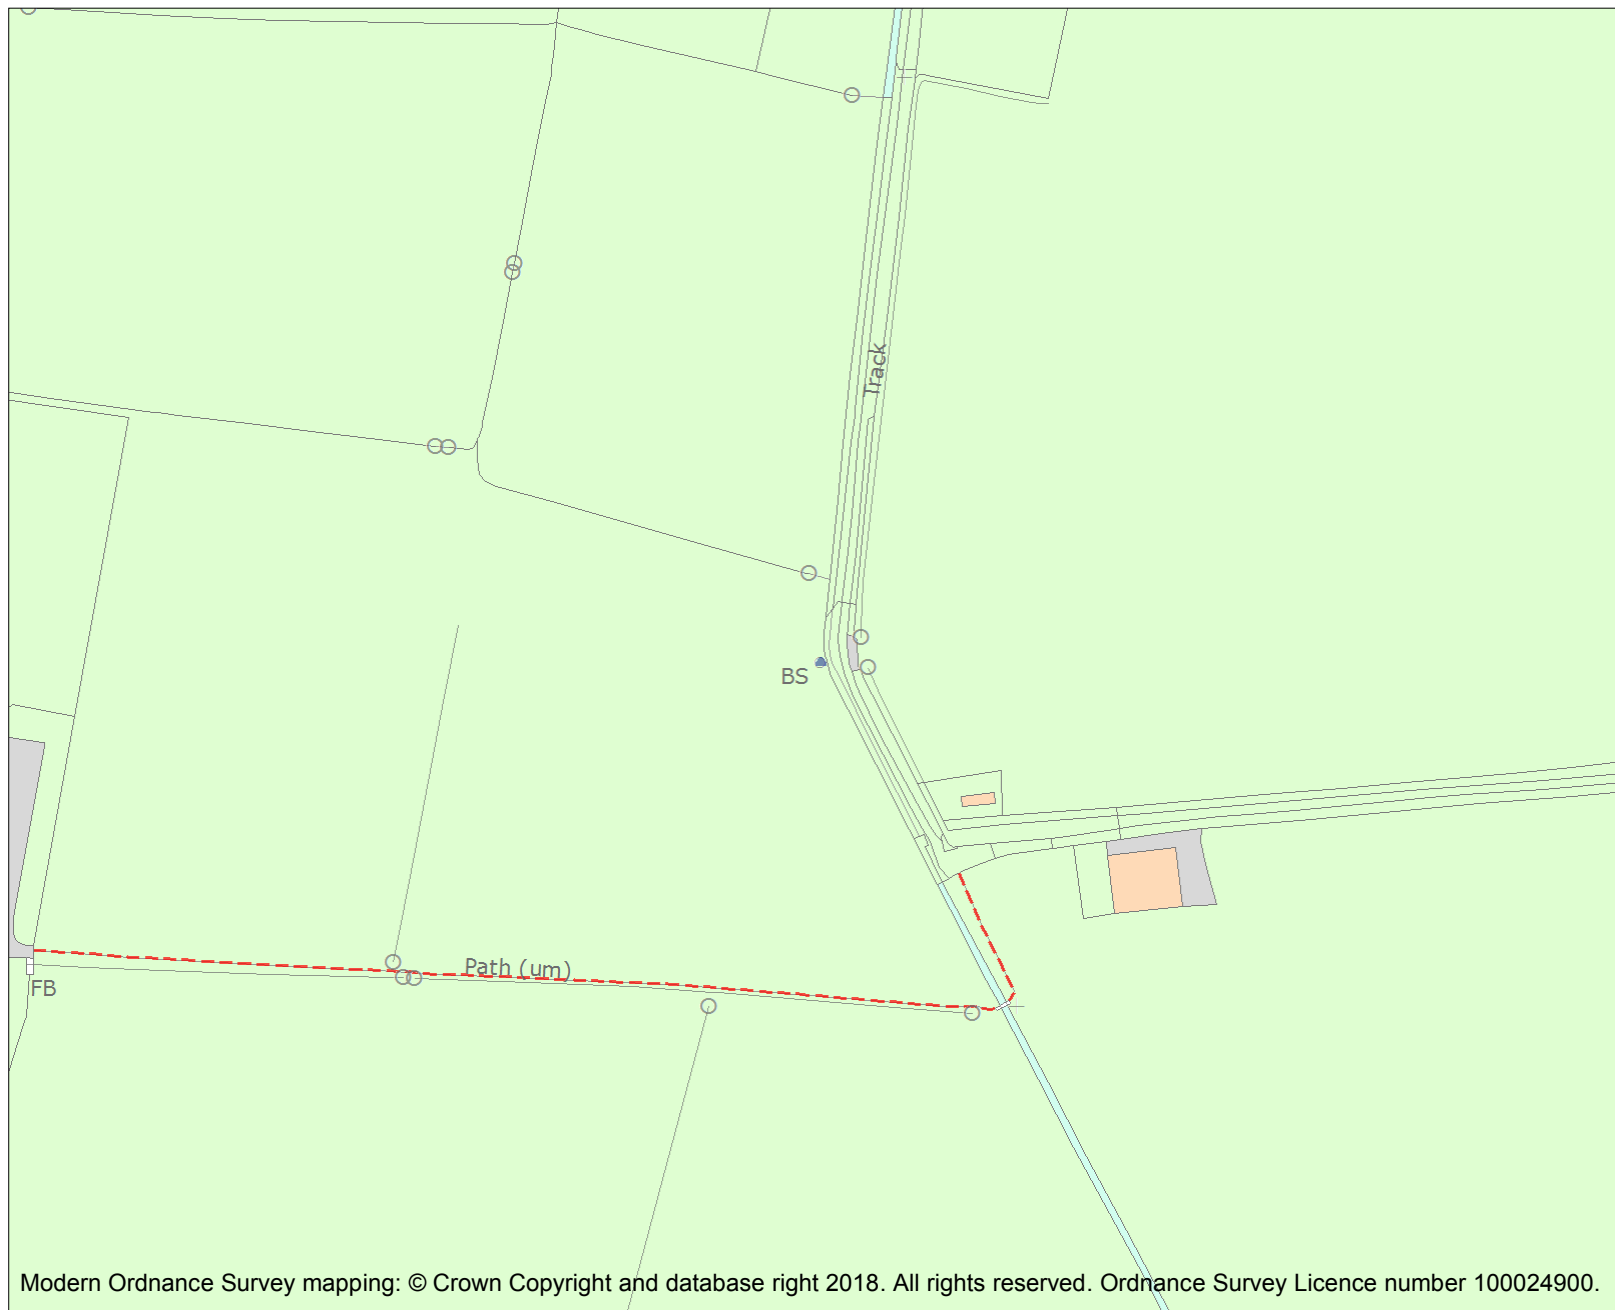 Track
BS
Path (um)
FB
Modern Ordnance Survey mapping: © Crown Copyright and database right 2018. All rights reserved. Ordnance Survey Licence number 100024900.